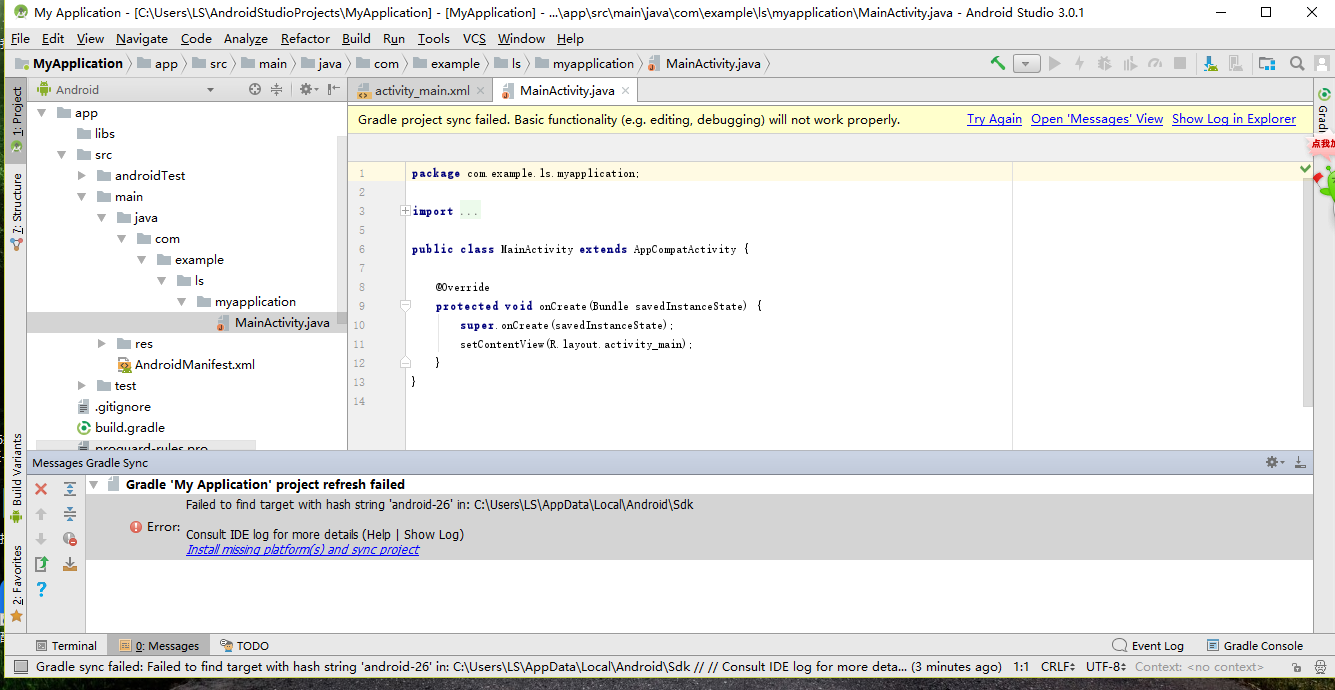 My Application - [C:\Users\LS\AndroidStudioProjects\MyApplication] - [MyApplication] - ...\app\src\main\java\com\example\ls\myapplication\MainActivity.java - Android Studio 3.0.1
File Edit View Navigate Code Analyze Refactor Build Run Tools VCS Window Help
MyApplication app src main java com example ls myapplication MainActivity.java
1: Project
7: Structure
Build Variants
2: Favorites
Android
app
libs
src
androidTest
main
java
com
example
ls
myapplication
MainActivity.java
res
AndroidManifest.xml
test
.gitignore
build.gradle
proguard-rules.pro
activity_main.xml MainActivity.java
Gradle project sync failed. Basic functionality (e.g. editing, debugging) will not work properly. Try Again Open 'Messages' View Show Log in Explorer
1 package com.example.ls.myapplication;
2
3 import ...
5
6 public class MainActivity extends AppCompatActivity {
7
8 @Override
9 protected void onCreate(Bundle savedInstanceState) {
10 super.onCreate(savedInstanceState);
11 setContentView(R.layout.activity_main);
12 }
13 }
14
Gradl
点我加
Messages Gradle Sync
Gradle 'My Application' project refresh failed
Failed to find target with hash string 'android-26' in: C:\Users\LS\AppData\Local\Android\Sdk
Error:
Consult IDE log for more details (Help | Show Log)
Install missing platform(s) and sync project
Terminal 0: Messages TODO Event Log Gradle Console
Gradle sync failed: Failed to find target with hash string 'android-26' in: C:\Users\LS\AppData\Local\Android\Sdk // // Consult IDE log for more deta... (3 minutes ago) 1:1 CRLF UTF-8 Context: <no context>